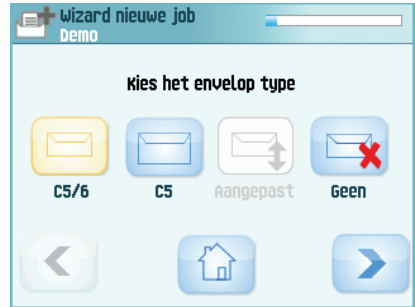 Wizard nieuwe job
Demo
Kies het envelop type
C5/6
C5
Aangepast
Geen